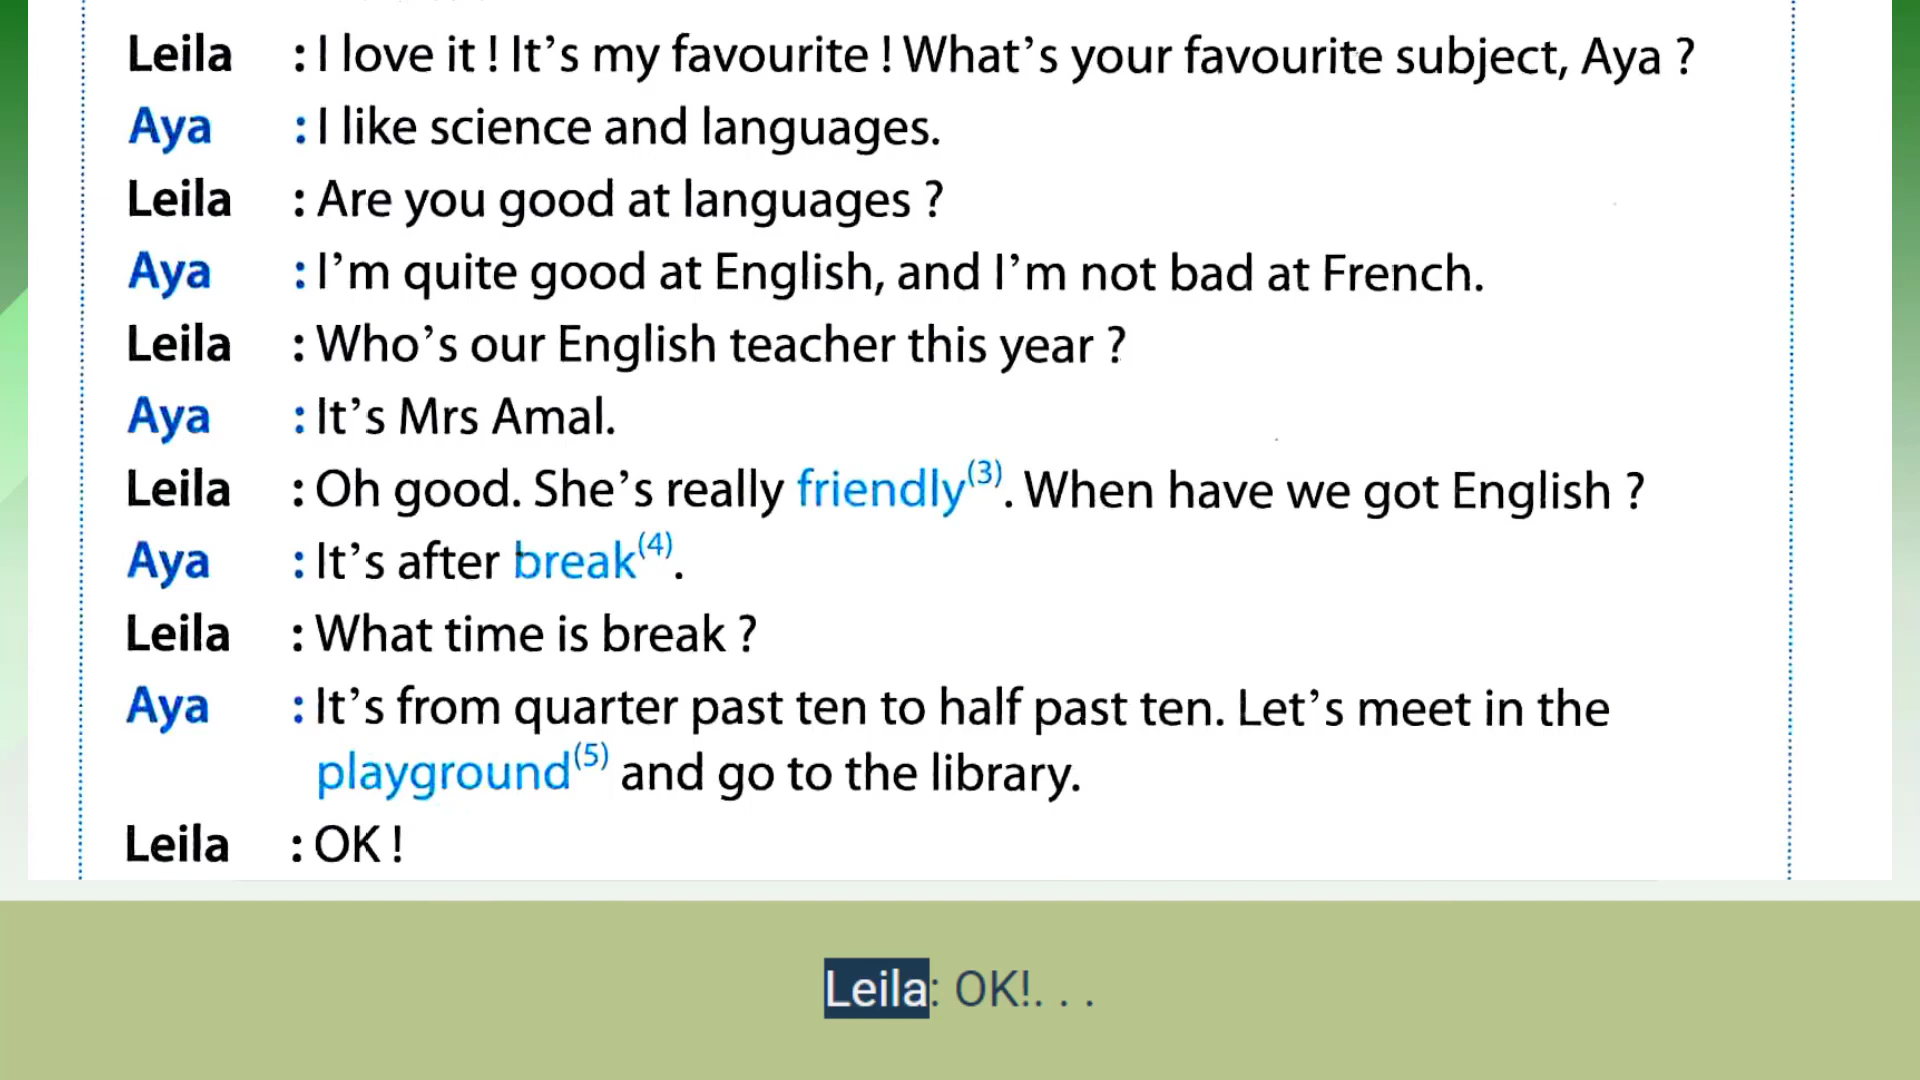 Leila : I love it ! It’s my favourite ! What’s your favourite subject, Aya ?
Aya : I like science and languages.
Leila : Are you good at languages ?
Aya : I’m quite good at English, and I’m not bad at French.
Leila : Who’s our English teacher this year ?
Aya : It’s Mrs Amal.
Leila : Oh good. She’s really friendly(3). When have we got English ?
Aya : It’s after break(4).
Leila : What time is break ?
Aya : It’s from quarter past ten to half past ten. Let’s meet in the
playground(5) and go to the library.
Leila : OK !
Leila: OK!. . .